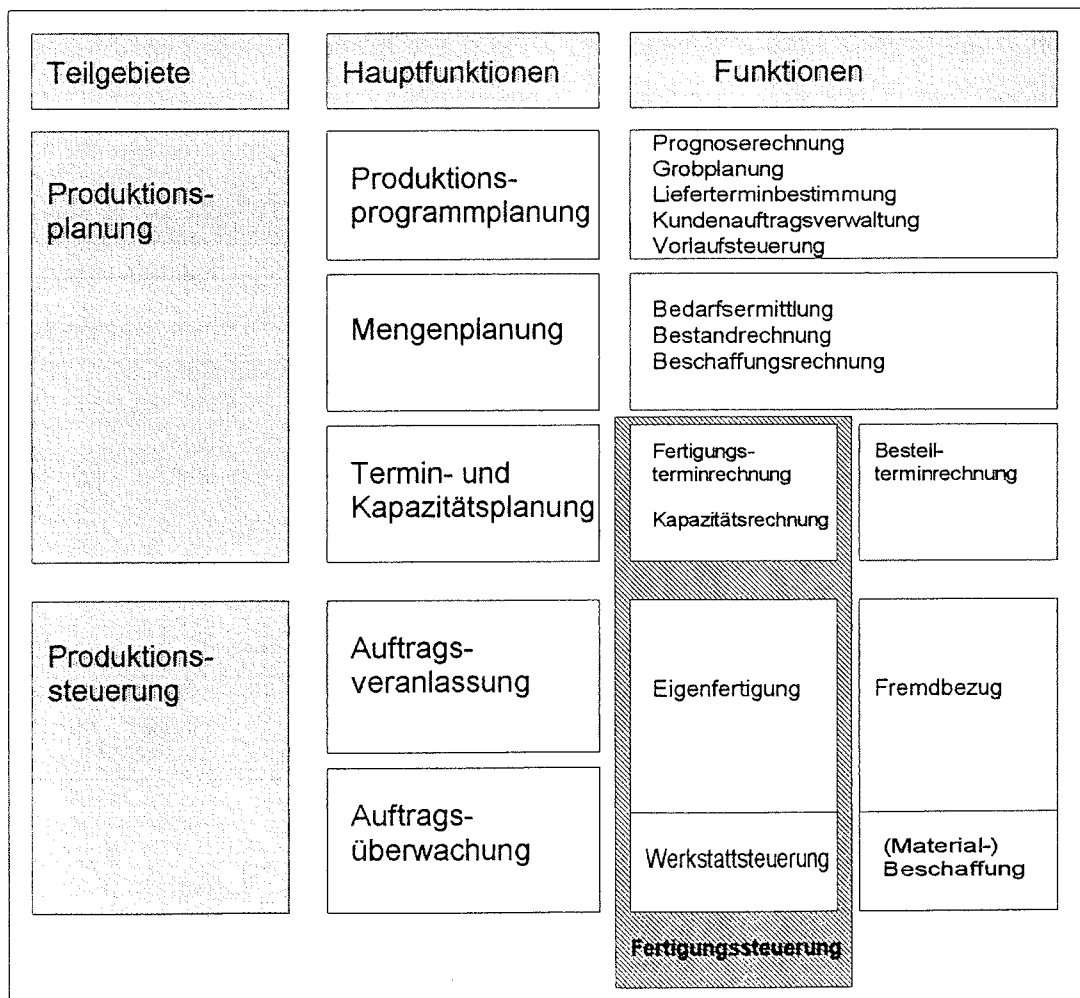 Teilgebiete
Hauptfunktionen
Funktionen
Produktions-
planung
Produktions-
programmplanung
Prognoserechnung
Grobplanung
Lieferterminbestimmung
Kundenauftragsverwaltung
Vorlaufsteuerung
Mengenplanung
Bedarfsermittlung
Bestandrechnung
Beschaffungsrechnung
Termin- und
Kapazitätsplanung
Fertigungs-
terminrechnung
Kapazitätsrechnung
Bestell-
terminrechnung
Produktions-
steuerung
Auftrags-
veranlassung
Eigenfertigung
Fremdbezug
Auftrags-
überwachung
Werkstattsteuerung
(Material-)
Beschaffung
Fertigungssteuerung